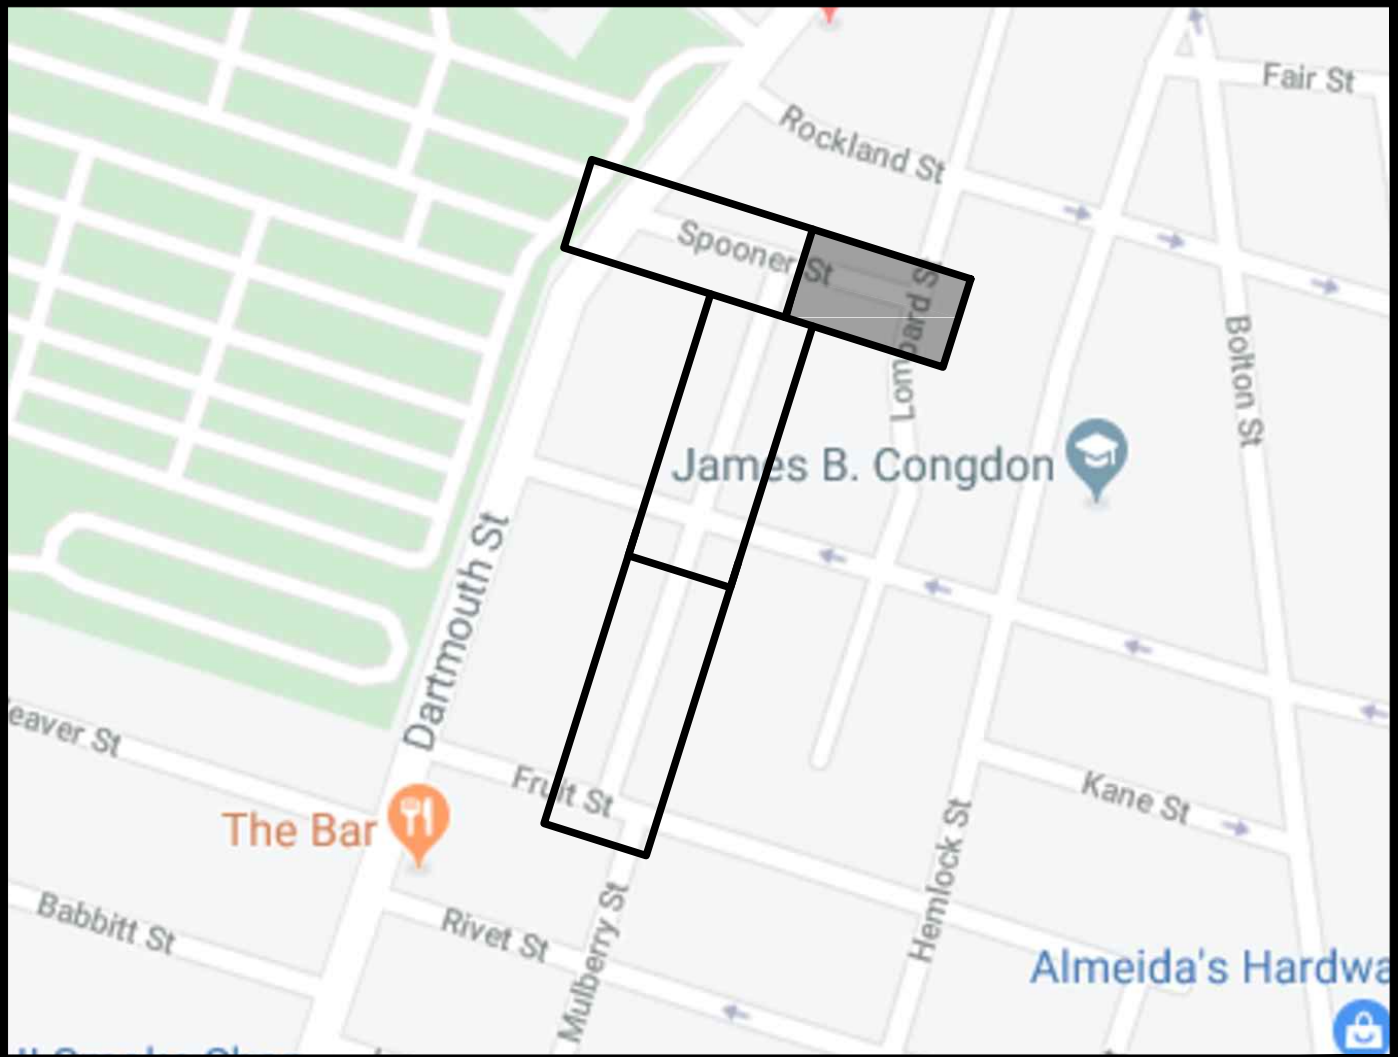 Fair St
Rockland St
Spooner St
Lombard St
Bolton St
James B. Congdon
Dartmouth St
eaver St
Fruit St
Kane St
The Bar
Hemlock St
Babbitt St
Rivet St
Mulberry St
Almeida's Hardwa